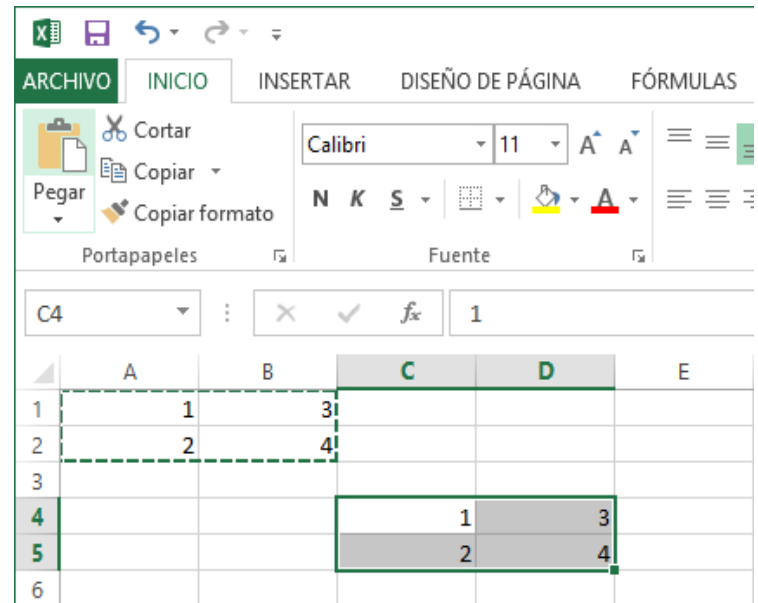 ARCHIVO INICIO INSERTAR DISEÑO DE PÁGINA FÓRMULAS
Cortar
Copiar
Copiar formato
Pegar
Portapapeles
Calibri 11 A A
N K S A
Fuente
C4 fx 1
A B C D E
1 1 3
2 2 4
3
4 1 3
5 2 4
6